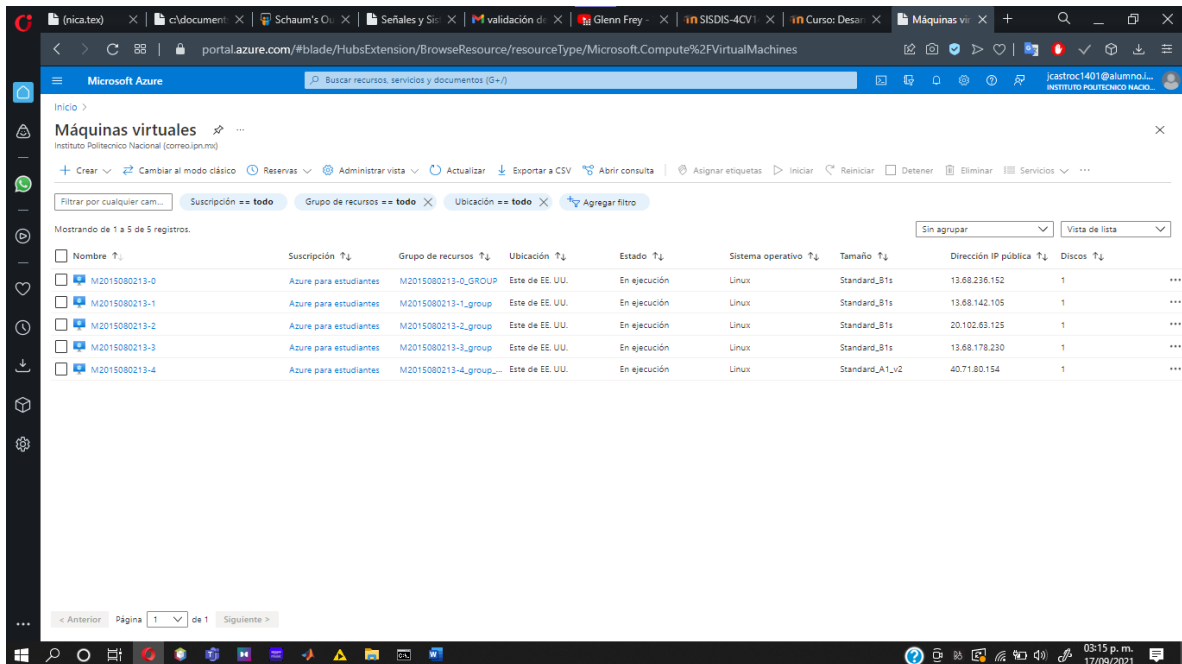 (nica.tex) c:\document Schaum's Ou Señales y Sis validación de Glenn Frey - SISDIS-4CV1 Curso: Desar Máquinas vir
portal.azure.com/#blade/HubsExtension/BrowseResource/resourceType/Microsoft.Compute%2FVirtualMachines
Microsoft Azure Buscar recursos, servicios y documentos (G+/) jcastroc1401@alumno.i...
INSTITUTO POLITECNICO NACIO...
Inicio >
Máquinas virtuales ...
Instituto Politecnico Nacional (correo.ipn.mx)
+ Crear Cambiar al modo clásico Reservas Administrar vista Actualizar Exportar a CSV Abrir consulta Asignar etiquetas Iniciar Reiniciar Detener Eliminar Servicios ...
Filtrar por cualquier cam... Suscripción == todo Grupo de recursos == todo Ubicación == todo Agregar filtro
Mostrando de 1 a 5 de 5 registros. Sin agrupar Vista de lista
Nombre ↑↓ Suscripción ↑↓ Grupo de recursos ↑↓ Ubicación ↑↓ Estado ↑↓ Sistema operativo ↑↓ Tamaño ↑↓ Dirección IP pública ↑↓ Discos ↑↓
M2015080213-0 Azure para estudiantes M2015080213-0_GROUP Este de EE. UU. En ejecución Linux Standard_B1s 13.68.236.152 1 ...
M2015080213-1 Azure para estudiantes M2015080213-1_group Este de EE. UU. En ejecución Linux Standard_B1s 13.68.142.105 1 ...
M2015080213-2 Azure para estudiantes M2015080213-2_group Este de EE. UU. En ejecución Linux Standard_B1s 20.102.63.125 1 ...
M2015080213-3 Azure para estudiantes M2015080213-3_group Este de EE. UU. En ejecución Linux Standard_B1s 13.68.178.230 1 ...
M2015080213-4 Azure para estudiantes M2015080213-4_group_... Este de EE. UU. En ejecución Linux Standard_A1_v2 40.71.80.154 1 ...
< Anterior Página 1 de 1 Siguiente >
03:15 p. m.
17/09/2021